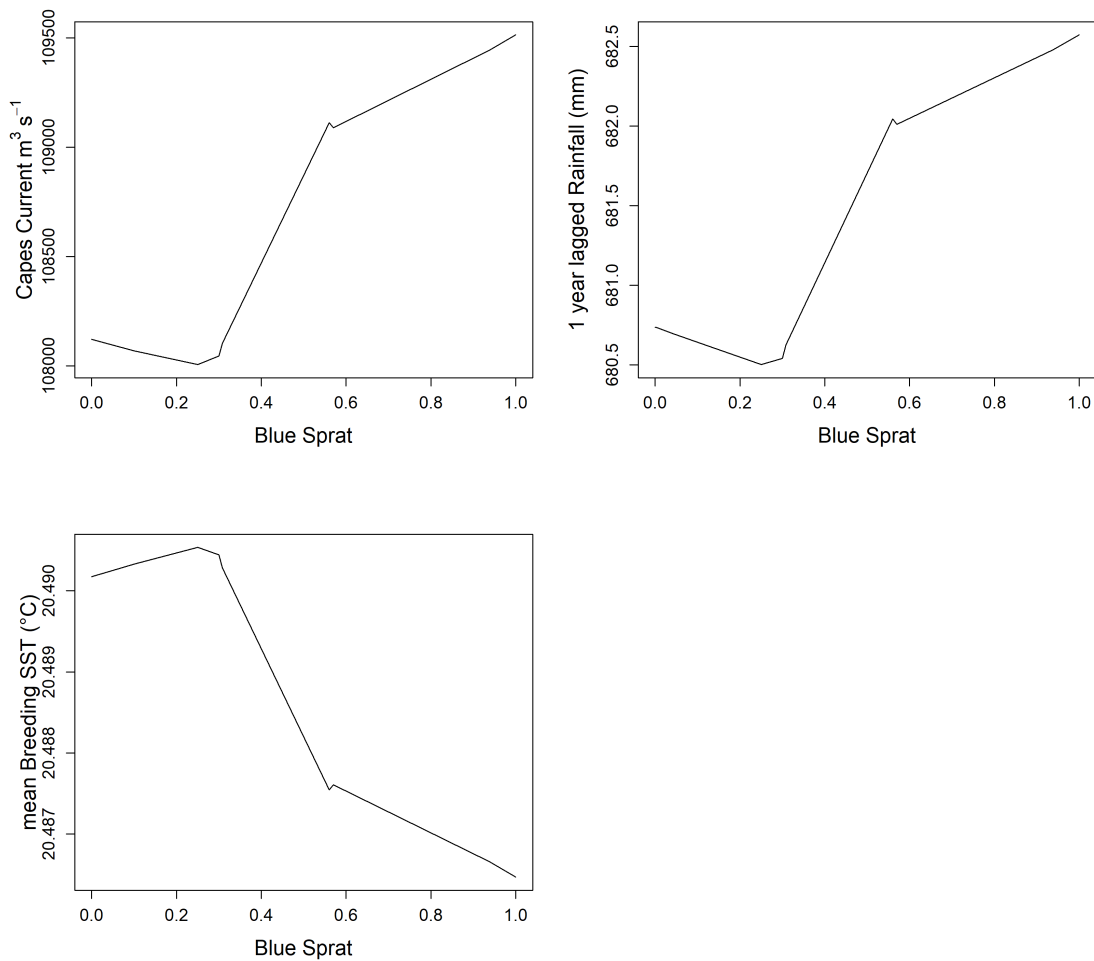 Capes Current m³ s⁻¹
108000 108500 109000 109500
0.0 0.2 0.4 0.6 0.8 1.0
Blue Sprat
1 year lagged Rainfall (mm)
680.5 681.0 681.5 682.0 682.5
0.0 0.2 0.4 0.6 0.8 1.0
Blue Sprat
mean Breeding SST (°C)
20.487 20.488 20.489 20.490
0.0 0.2 0.4 0.6 0.8 1.0
Blue Sprat